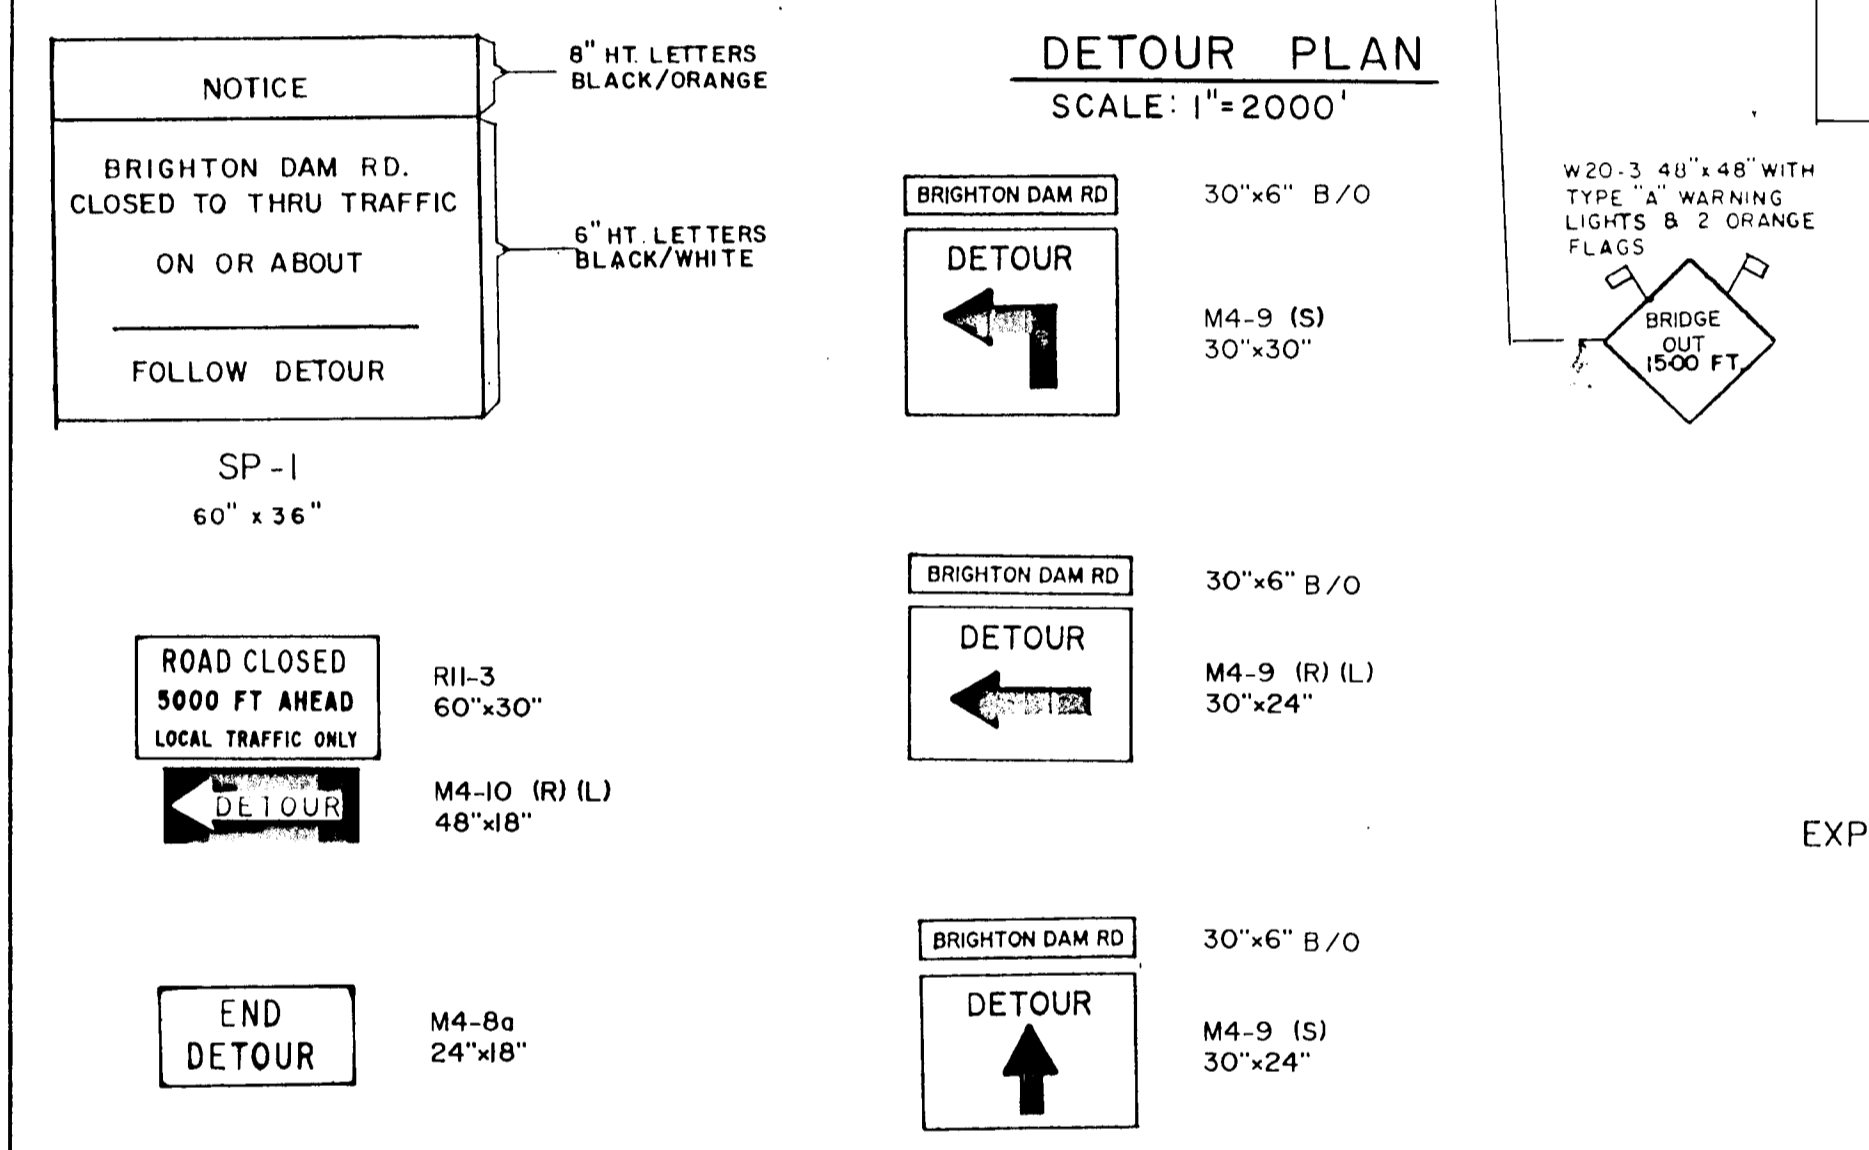 NOTICE
BRIGHTON DAM RD.
CLOSED TO THRU TRAFFIC
ON OR ABOUT
FOLLOW DETOUR
8" HT. LETTERS
BLACK/ORANGE
6" HT. LETTERS
BLACK/WHITE
SP-1
60" x 36"
ROAD CLOSED
5000 FT AHEAD
LOCAL TRAFFIC ONLY
R11-3
60"x30"
DETOUR
M4-10 (R) (L)
48"x18"
END
DETOUR
M4-8a
24"x18"
DETOUR PLAN
SCALE: 1"=2000'
BRIGHTON DAM RD
30"x6" B/O
DETOUR
M4-9 (S)
30"x30"
BRIGHTON DAM RD
30"x6" B/O
DETOUR
M4-9 (R) (L)
30"x24"
BRIGHTON DAM RD
30"x6" B/O
DETOUR
M4-9 (S)
30"x24"
W20-3 48"x48" WITH
TYPE "A" WARNING
LIGHTS & 2 ORANGE
FLAGS
BRIDGE
OUT
1500 FT.
EXP